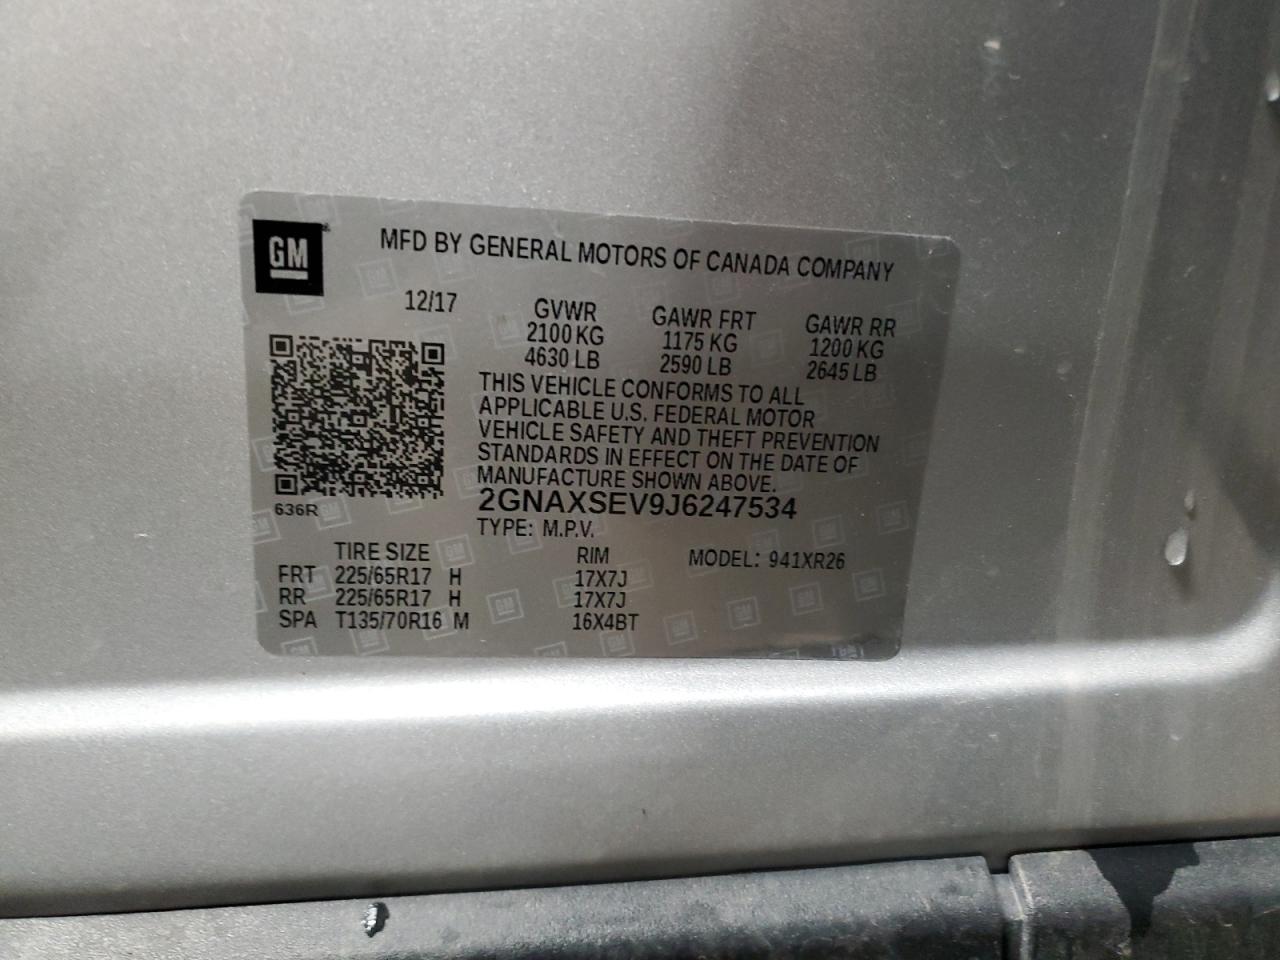 GM
MFD BY GENERAL MOTORS OF CANADA COMPANY
12/17 GVWR GAWR FRT GAWR RR
2100 KG 1175 KG 1200 KG
4630 LB 2590 LB 2645 LB
THIS VEHICLE CONFORMS TO ALL
APPLICABLE U.S. FEDERAL MOTOR
VEHICLE SAFETY AND THEFT PREVENTION
STANDARDS IN EFFECT ON THE DATE OF
MANUFACTURE SHOWN ABOVE.
2GNAXSEV9J6247534
636R
TYPE: M.P.V.
TIRE SIZE RIM MODEL: 941XR26
FRT 225/65R17 H 17X7J
RR 225/65R17 H 17X7J
SPA T135/70R16 M 16X4BT